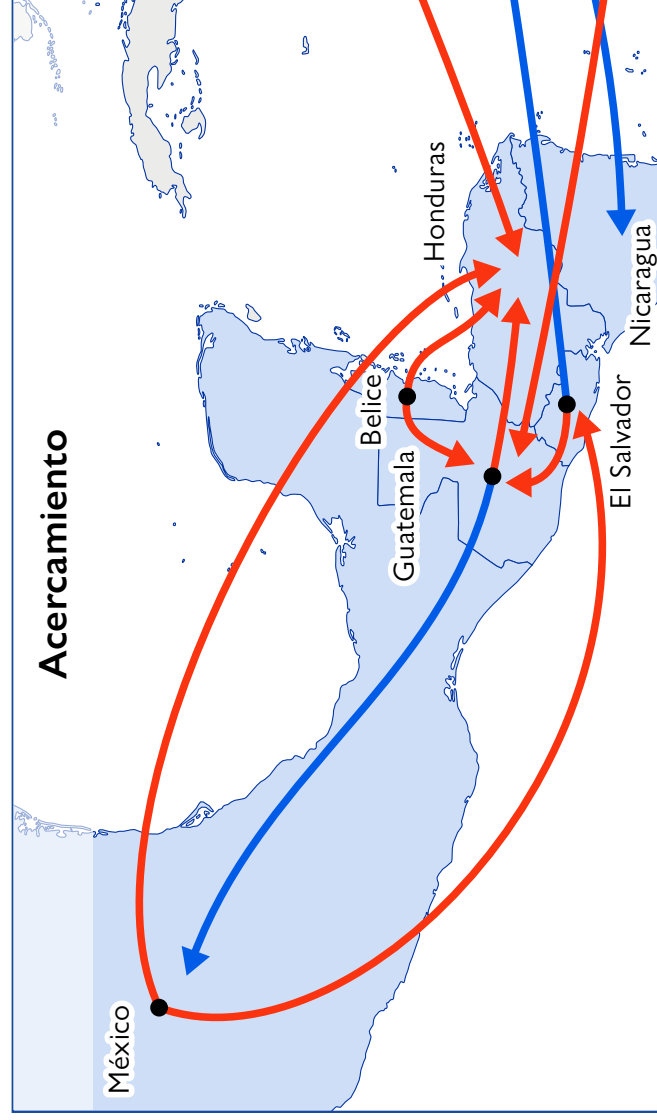 Acercamiento
México
Belice
Guatemala
Honduras
El Salvador
Nicaragua